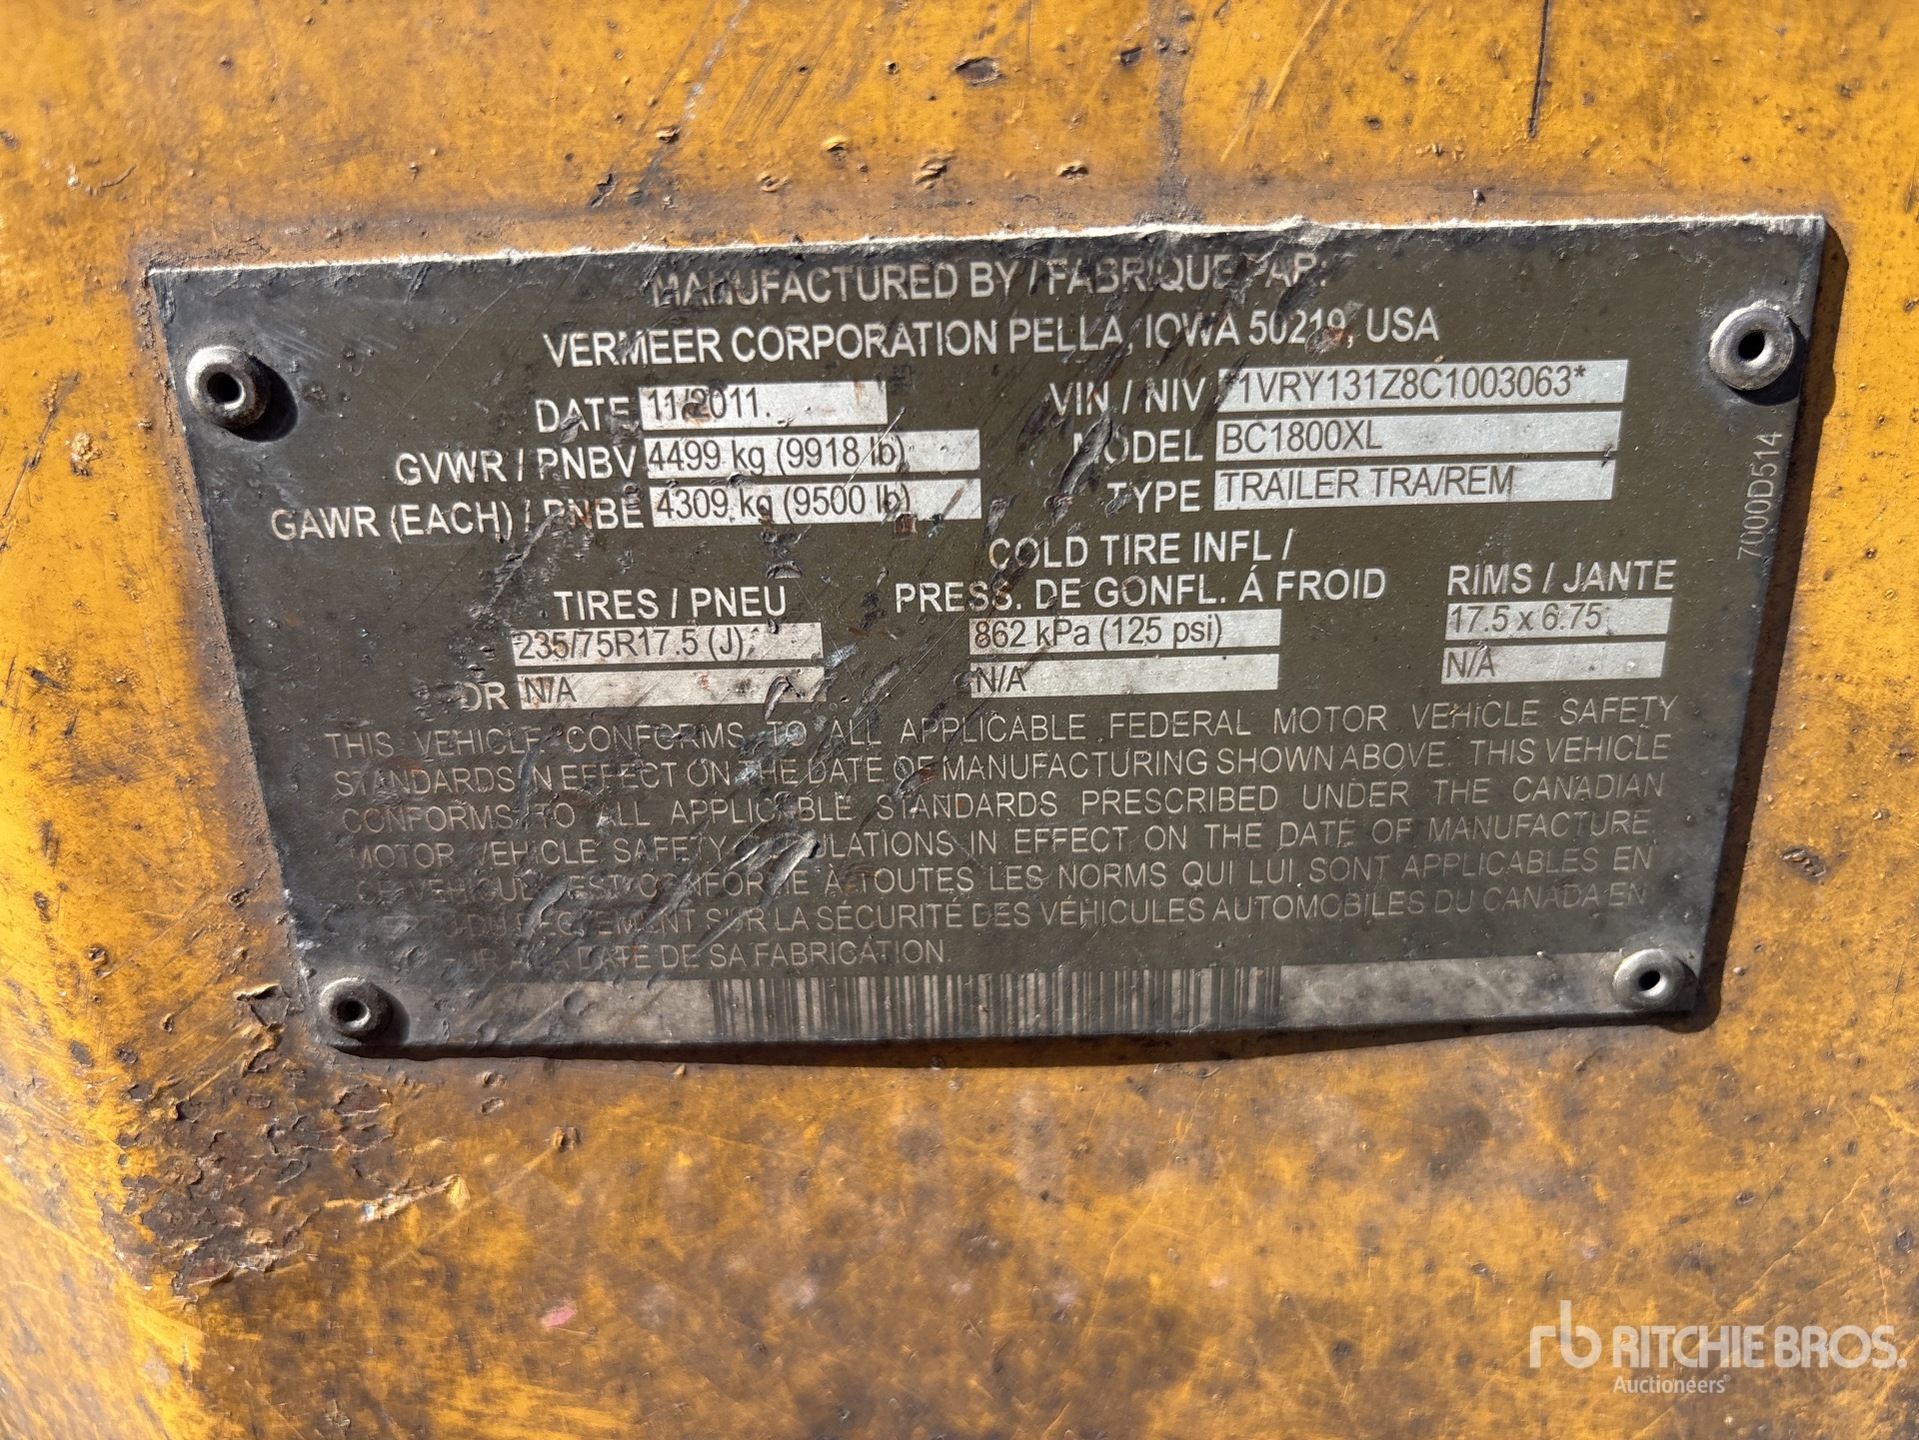 MANUFACTURED BY / FABRIQUE PAR:
VERMEER CORPORATION PELLA, IOWA 50219, USA
DATE 11/2011 VIN / NIV *1VRY131Z8C1003063*
GVWR / PNBV 4499 kg (9918 lb) MODEL BC1800XL
GAWR (EACH) / PNBE 4309 kg (9500 lb) TYPE TRAILER TRA/REM
COLD TIRE INFL /
TIRES / PNEU PRESS. DE GONFL. Á FROID RIMS / JANTE
235/75R17.5 (J) 862 kPa (125 psi) 17.5 x 6.75
OR N/A N/A N/A
7000D514
THIS VEHICLE CONFORMS TO ALL APPLICABLE FEDERAL MOTOR VEHICLE SAFETY
STANDARDS IN EFFECT ON THE DATE OF MANUFACTURING SHOWN ABOVE. THIS VEHICLE
CONFORMS TO ALL APPLICABLE STANDARDS PRESCRIBED UNDER THE CANADIAN
MOTOR VEHICLE SAFETY REGULATIONS IN EFFECT ON THE DATE OF MANUFACTURE.
CE VÉHICULE EST CONFORME À TOUTES LES NORMS QUI LUI SONT APPLICABLES EN
DU RÈGLEMENT SUR LA SÉCURITÉ DES VÉHICULES AUTOMOBILES DU CANADA EN
LA DATE DE SA FABRICATION.
rb RITCHIE BROS.
Auctioneers